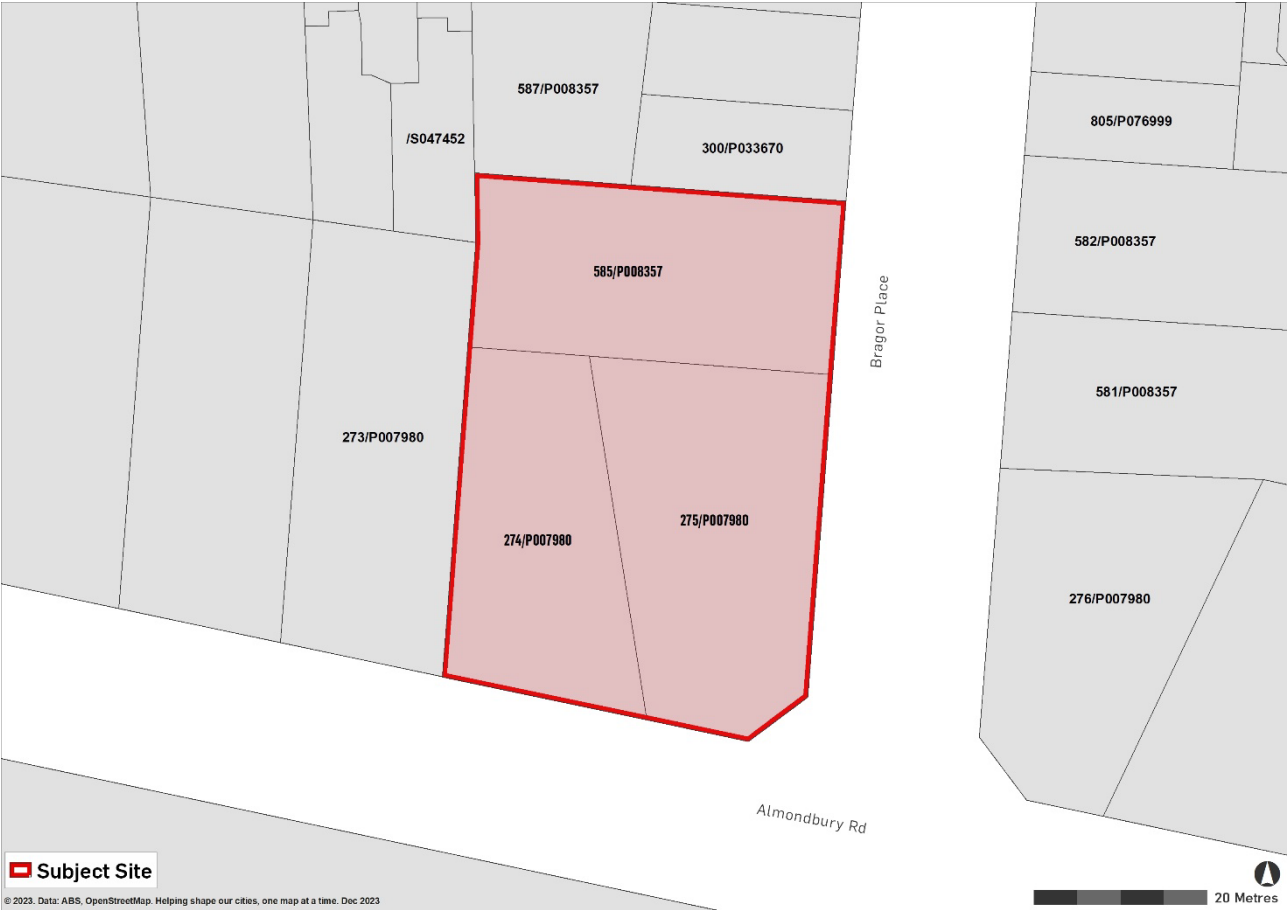 587/P008357
805/P076999
/S047452
300/P033670
582/P008357
585/P008357
Bragor Place
581/P008357
273/P007980
275/P007980
274/P007980
276/P007980
Almondbury Rd
Subject Site
20 Metres
© 2023. Data: ABS, OpenStreetMap. Helping shape our cities, one map at a time. Dec 2023